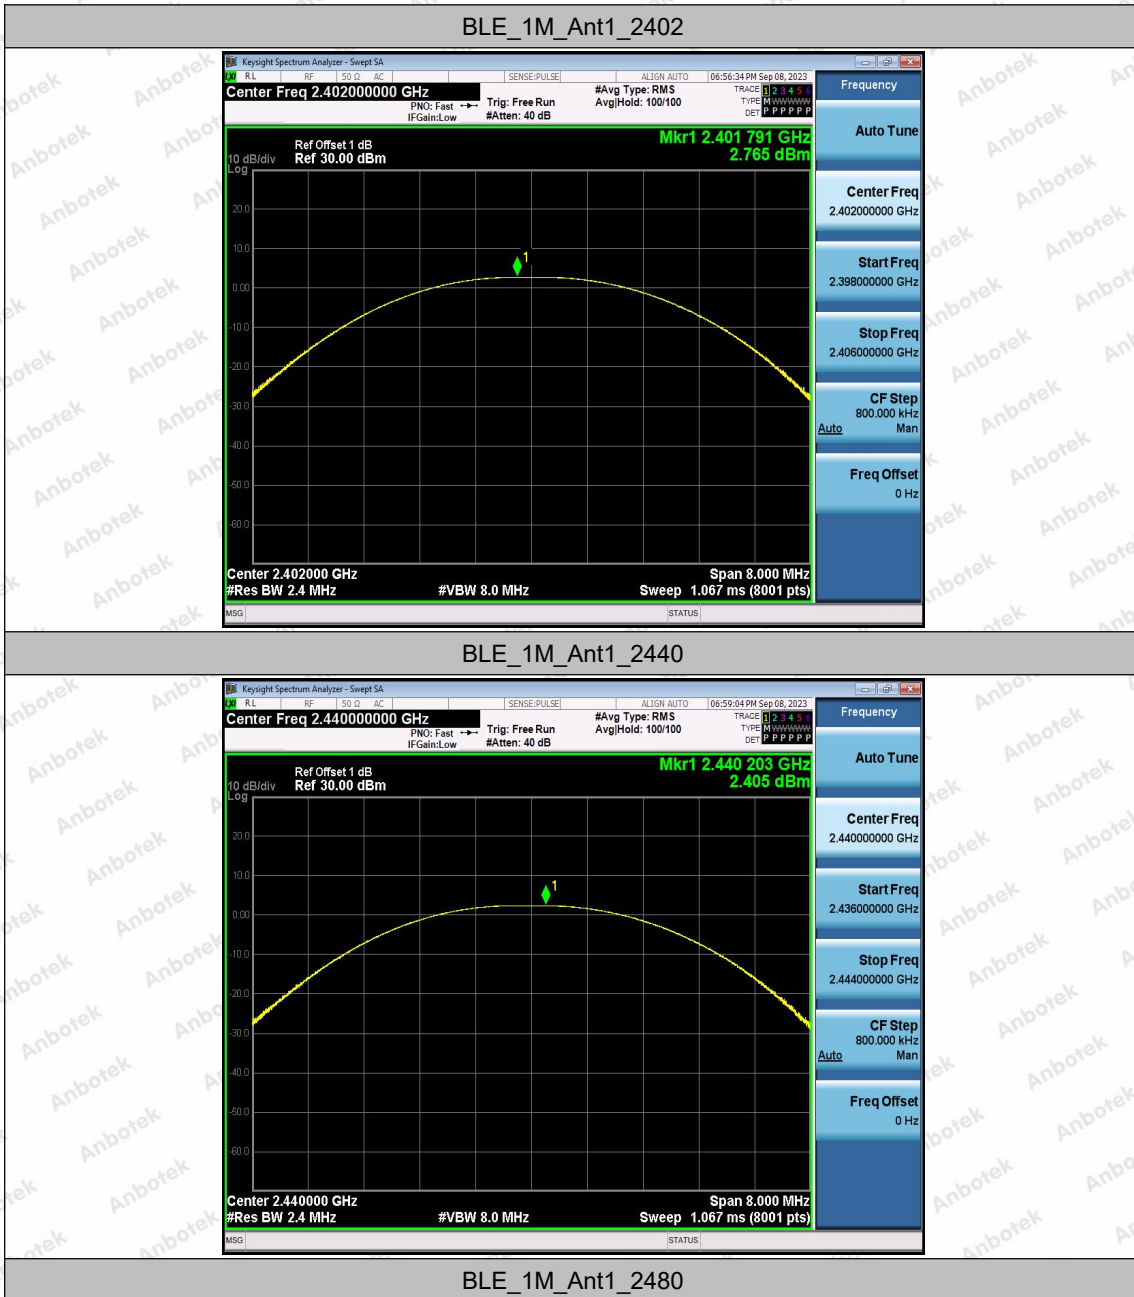 BLE_1M_Ant1_2402
Keysight Spectrum Analyzer - Swept SA
LXI RL RF 50 Ω AC SENSE:PULSE ALIGN AUTO 06:56:34 PM Sep 08, 2023
Center Freq 2.402000000 GHz
PNO: Fast
IFGain:Low
Trig: Free Run
#Atten: 40 dB
#Avg Type: RMS
Avg|Hold: 100/100
TRACE 1 2 3 4 5 6
TYPE M WWWWW
DET P P P P P P
Ref Offset 1 dB
10 dB/div Ref 30.00 dBm
Log
Mkr1 2.401 791 GHz
2.765 dBm
20.0
10.0
0.00
-10.0
-20.0
-30.0
-40.0
-50.0
-60.0
1
Center 2.402000 GHz Span 8.000 MHz
#Res BW 2.4 MHz #VBW 8.0 MHz Sweep 1.067 ms (8001 pts)
MSG STATUS
Frequency
Auto Tune
Center Freq
2.402000000 GHz
Start Freq
2.398000000 GHz
Stop Freq
2.406000000 GHz
CF Step
800.000 kHz
Auto Man
Freq Offset
0 Hz
BLE_1M_Ant1_2440
Keysight Spectrum Analyzer - Swept SA
LXI RL RF 50 Ω AC SENSE:PULSE ALIGN AUTO 06:59:04 PM Sep 08, 2023
Center Freq 2.440000000 GHz
PNO: Fast
IFGain:Low
Trig: Free Run
#Atten: 40 dB
#Avg Type: RMS
Avg|Hold: 100/100
TRACE 1 2 3 4 5 6
TYPE M WWWWW
DET P P P P P P
Ref Offset 1 dB
10 dB/div Ref 30.00 dBm
Log
Mkr1 2.440 203 GHz
2.405 dBm
20.0
10.0
0.00
-10.0
-20.0
-30.0
-40.0
-50.0
-60.0
1
Center 2.440000 GHz Span 8.000 MHz
#Res BW 2.4 MHz #VBW 8.0 MHz Sweep 1.067 ms (8001 pts)
MSG STATUS
Frequency
Auto Tune
Center Freq
2.440000000 GHz
Start Freq
2.436000000 GHz
Stop Freq
2.444000000 GHz
CF Step
800.000 kHz
Auto Man
Freq Offset
0 Hz
BLE_1M_Ant1_2480
Anbotek